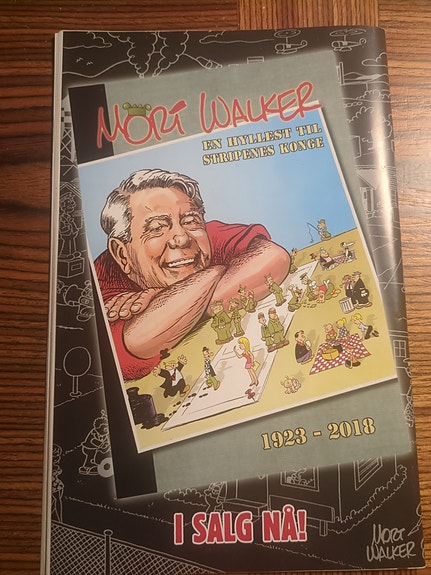 MORT WALKER
EN HYLLEST TIL
STRIPENES KONGE
1923 - 2018
I SALG NÅ!
MORT
WALKER